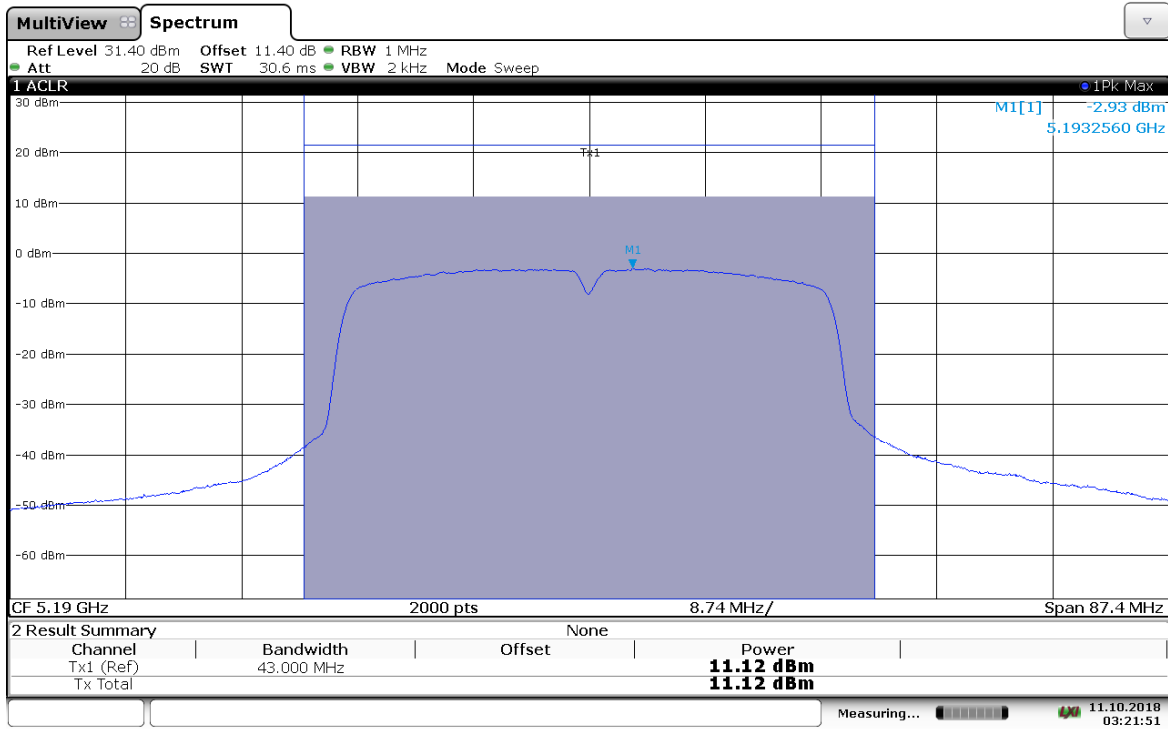 MultiView Spectrum
Ref Level 31.40 dBm Offset 11.40 dB RBW 1 MHz
Att 20 dB SWT 30.6 ms VBW 2 kHz Mode Sweep
1 ACLR 1Pk Max
30 dBm
M1[1] -2.93 dBm
5.1932560 GHz
20 dBm
Tx1
10 dBm
0 dBm
M1
-10 dBm
-20 dBm
-30 dBm
-40 dBm
-50 dBm
-60 dBm
CF 5.19 GHz 2000 pts 8.74 MHz/ Span 87.4 MHz
2 Result Summary None
Channel Bandwidth Offset Power
Tx1 (Ref) 43.000 MHz 11.12 dBm
Tx Total 11.12 dBm
Measuring... LXI 11.10.2018
03:21:51